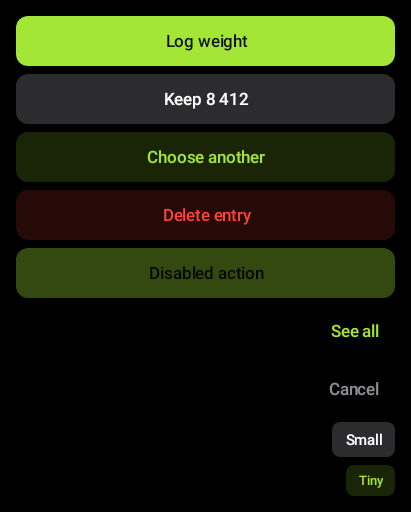 Log weight
Keep 8 412
Choose another
Delete entry
Disabled action
See all
Cancel
Small
Tiny